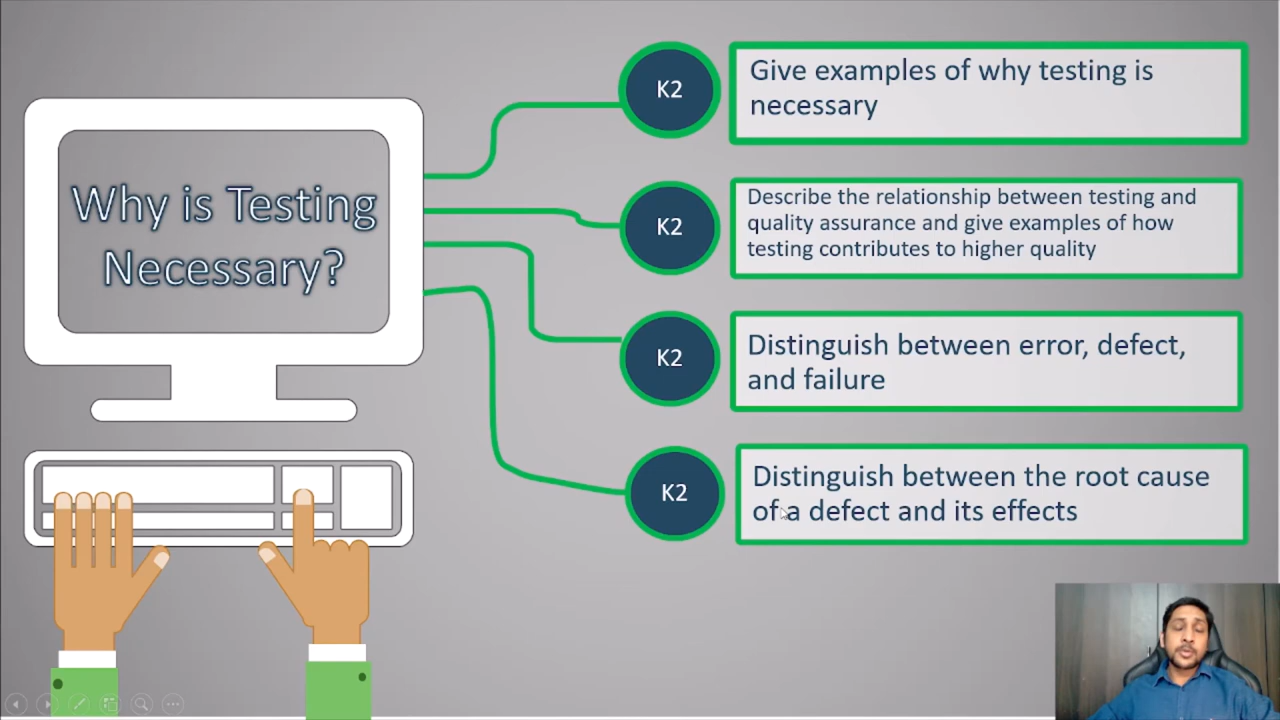 Why is Testing
Necessary?
K2
Give examples of why testing is
necessary
K2
Describe the relationship between testing and
quality assurance and give examples of how
testing contributes to higher quality
K2
Distinguish between error, defect,
and failure
K2
Distinguish between the root cause
of a defect and its effects